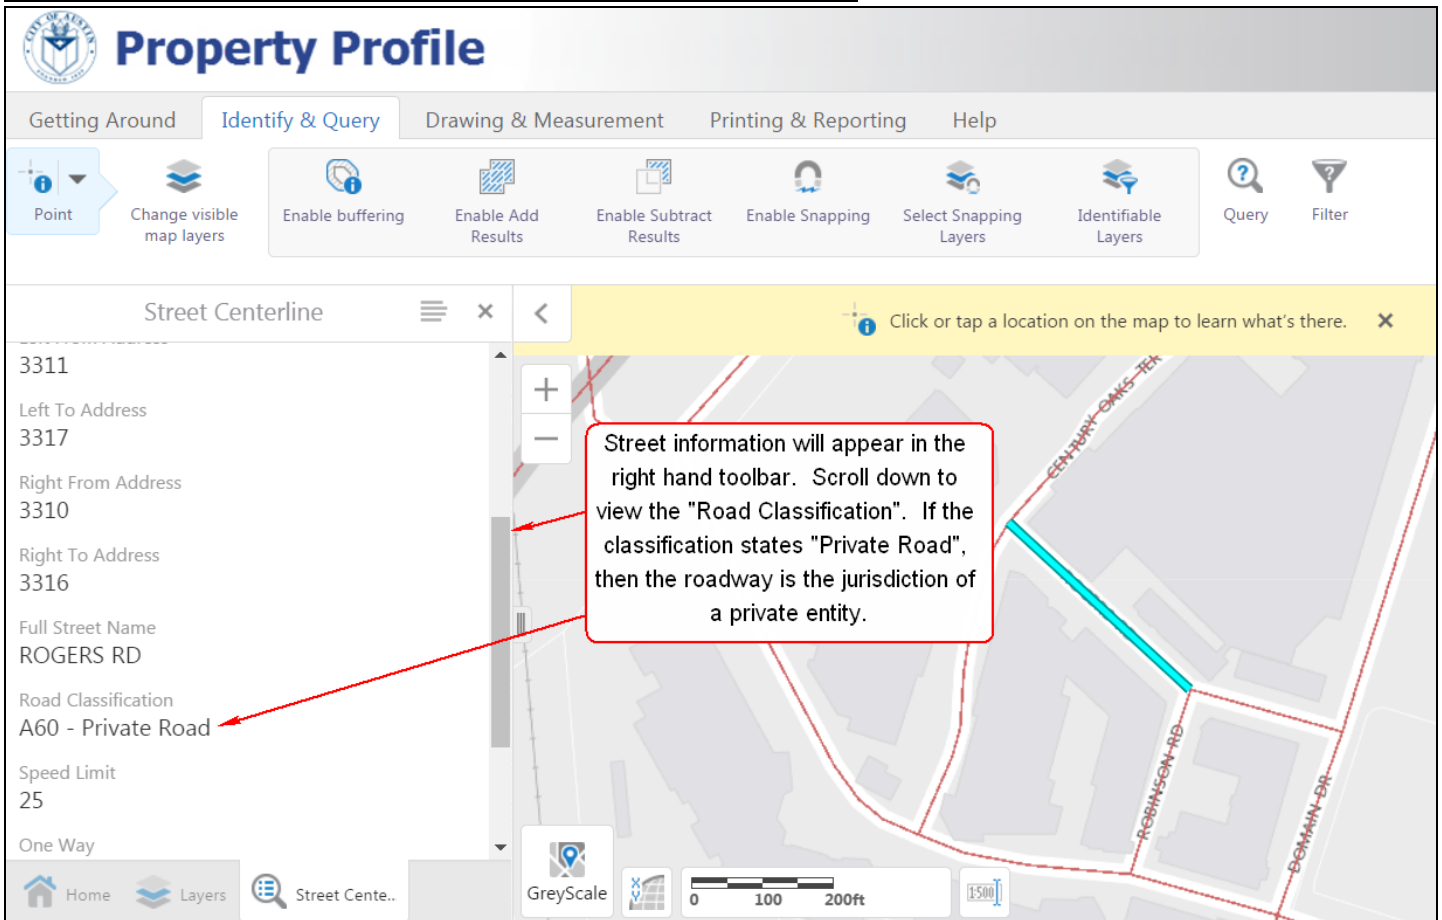 CITY OF AUSTIN
FOUNDED 1839
Property Profile
Getting Around
Identify & Query
Drawing & Measurement
Printing & Reporting
Help
Point
Change visible
map layers
Enable buffering
Enable Add
Results
Enable Subtract
Results
Enable Snapping
Select Snapping
Layers
Identifiable
Layers
Query
Filter
Street Centerline
Click or tap a location on the map to learn what's there.
3311
Left To Address
3317
Right From Address
3310
Right To Address
3316
Full Street Name
ROGERS RD
Road Classification
A60 - Private Road
Speed Limit
25
One Way
Home
Layers
Street Cente..
Street information will appear in the
right hand toolbar. Scroll down to
view the "Road Classification". If the
classification states "Private Road",
then the roadway is the jurisdiction of
a private entity.
CENTURY OAKS TER
ROBINSON RD
DOMAIN DR
GreyScale
X
Y
0 100 200ft
1:500